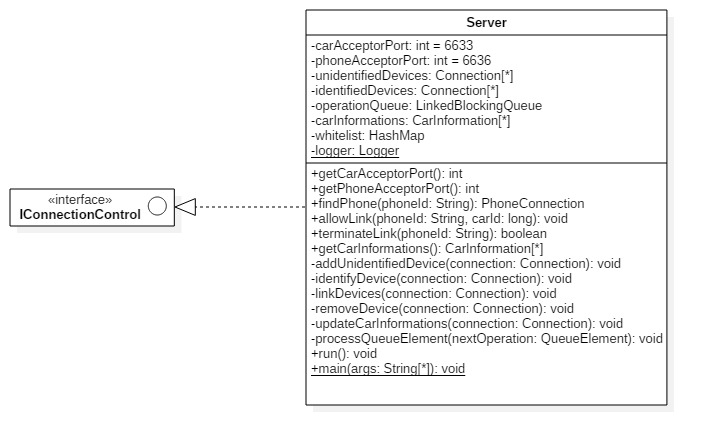 Server
-carAcceptorPort: int = 6633
-phoneAcceptorPort: int = 6636
-unidentifiedDevices: Connection[*]
-identifiedDevices: Connection[*]
-operationQueue: LinkedBlockingQueue
-carInformations: CarInformation[*]
-whitelist: HashMap
-logger: Logger
+getCarAcceptorPort(): int
+getPhoneAcceptorPort(): int
+findPhone(phoneId: String): PhoneConnection
+allowLink(phoneId: String, carId: long): void
+terminateLink(phoneId: String): boolean
+getCarInformations(): CarInformation[*]
-addUnidentifiedDevice(connection: Connection): void
-identifyDevice(connection: Connection): void
-linkDevices(connection: Connection): void
-removeDevice(connection: Connection): void
-updateCarInformations(connection: Connection): void
-processQueueElement(nextOperation: QueueElement): void
+run(): void
+main(args: String[*]): void
«interface»
IConnectionControl